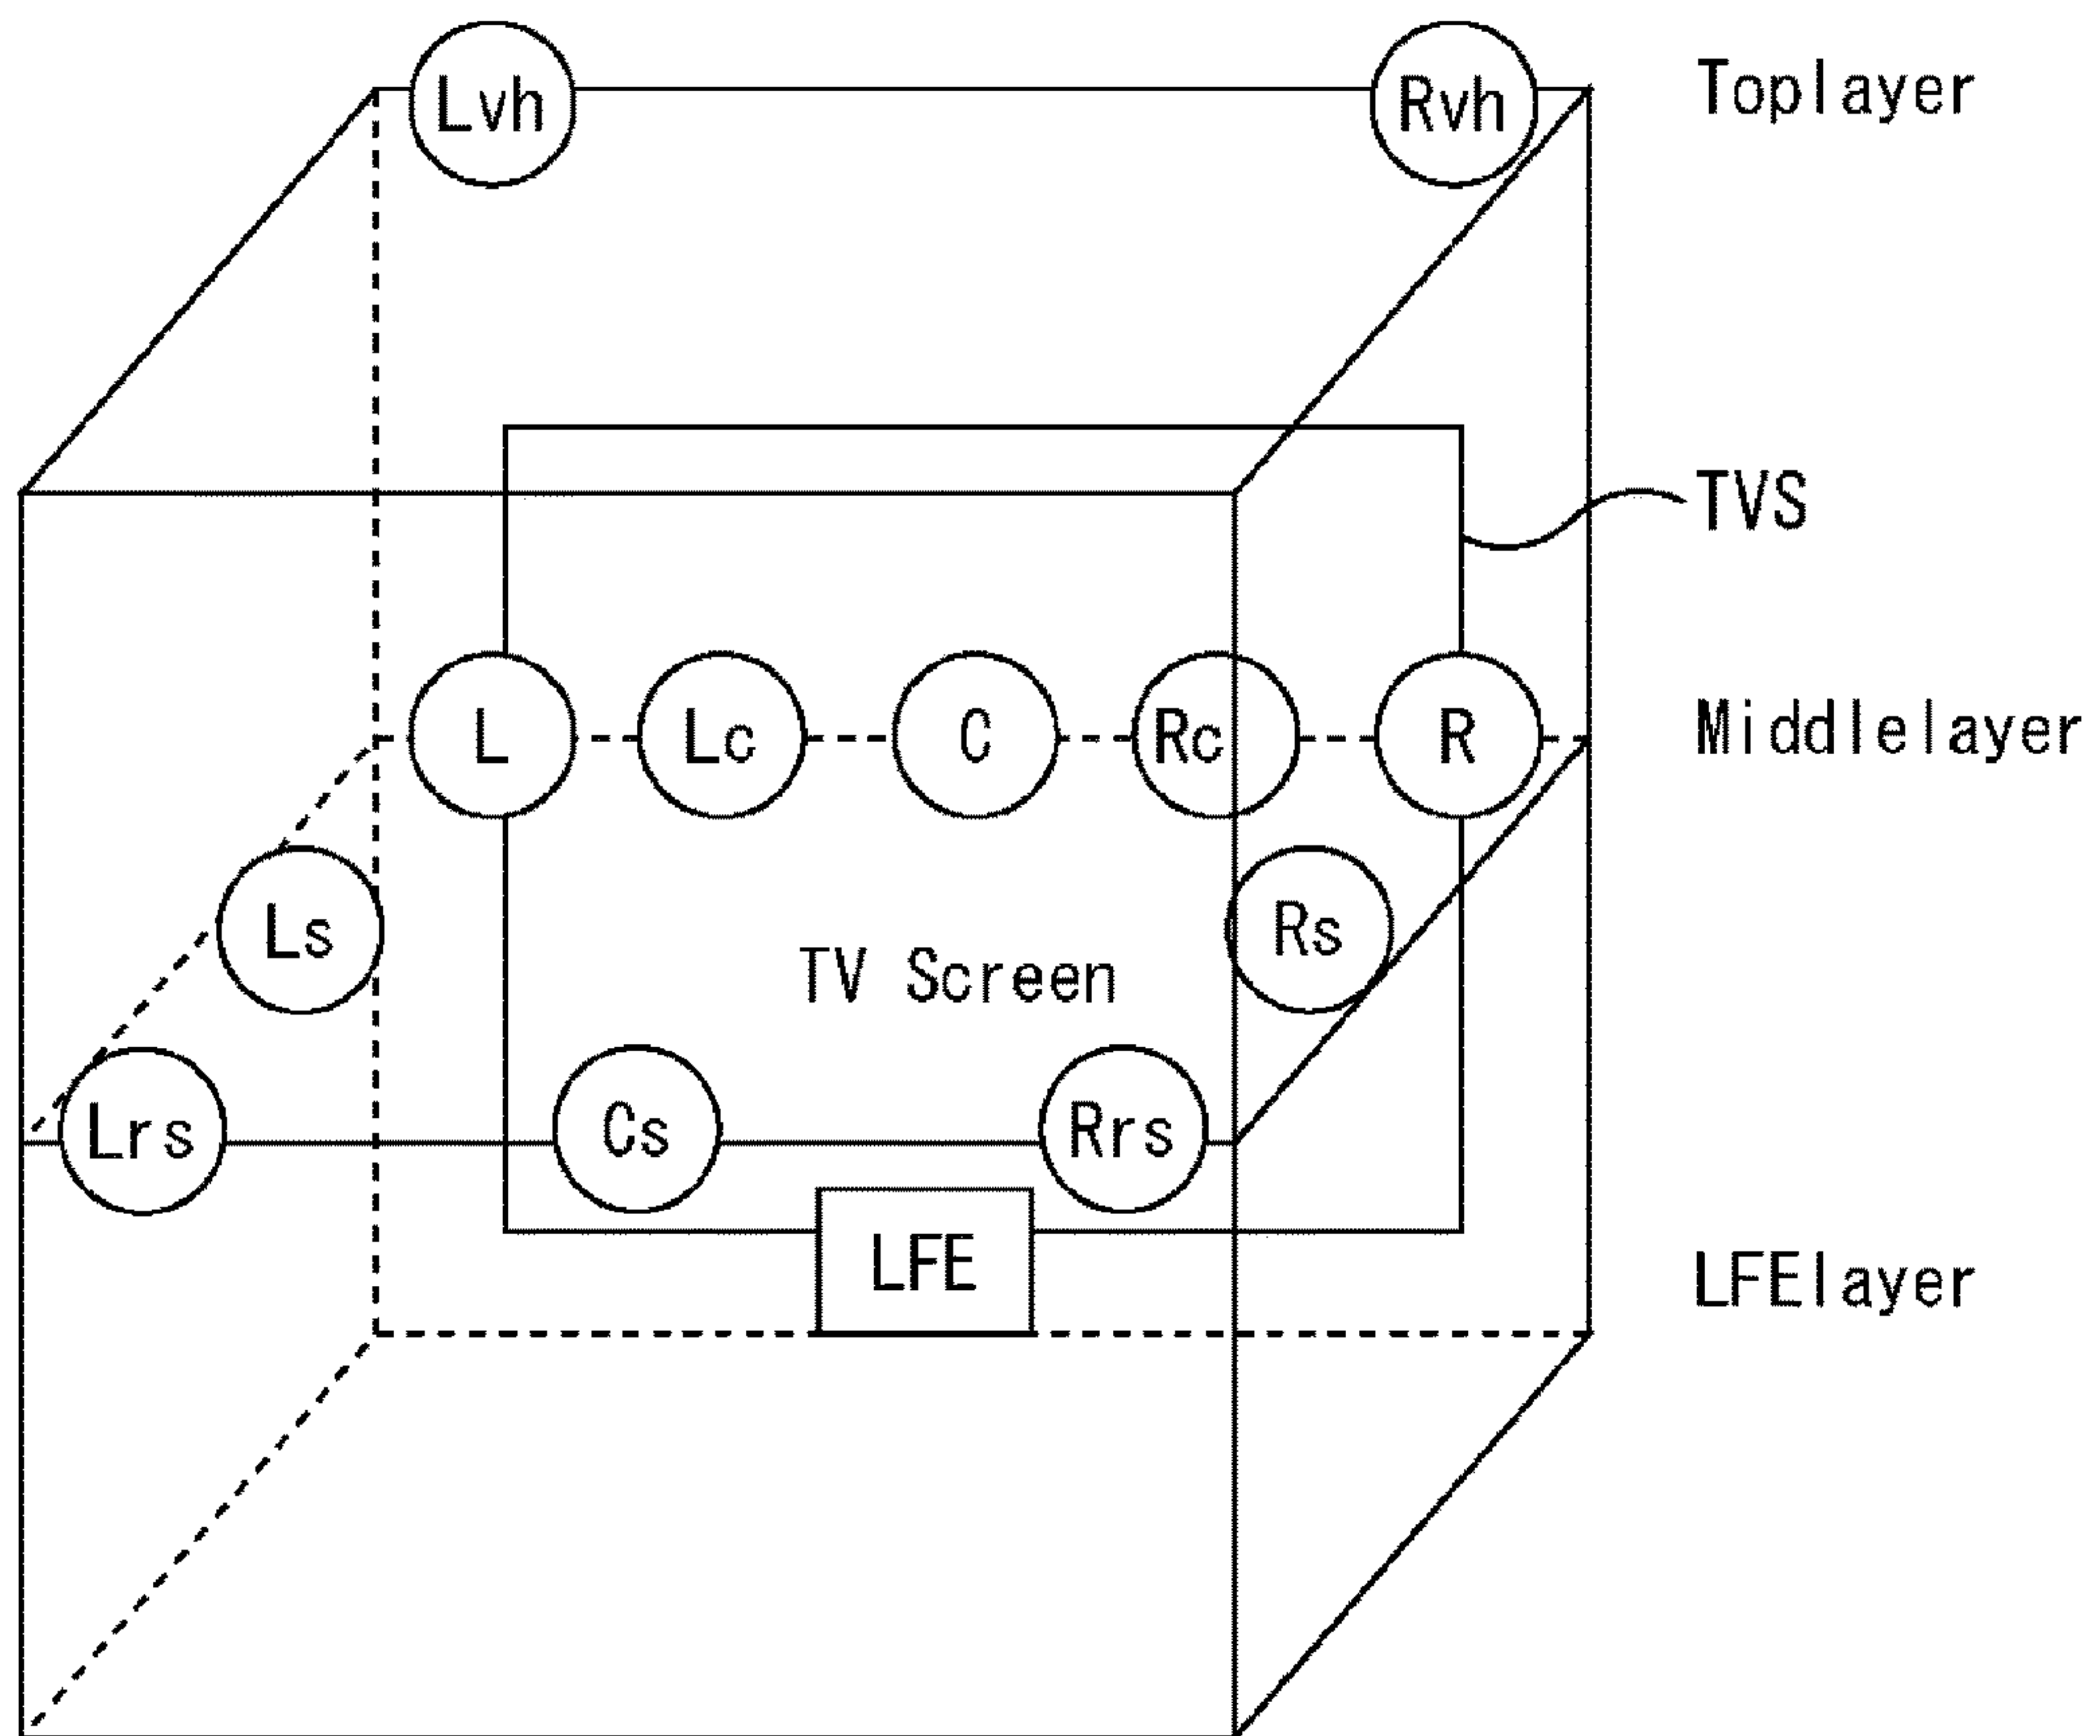 Lvh Rvh Toplayer
TVS
L Lc C Rc R Middlelayer
Ls Rs
TV Screen
Lrs Cs Rrs
LFE LFElayer